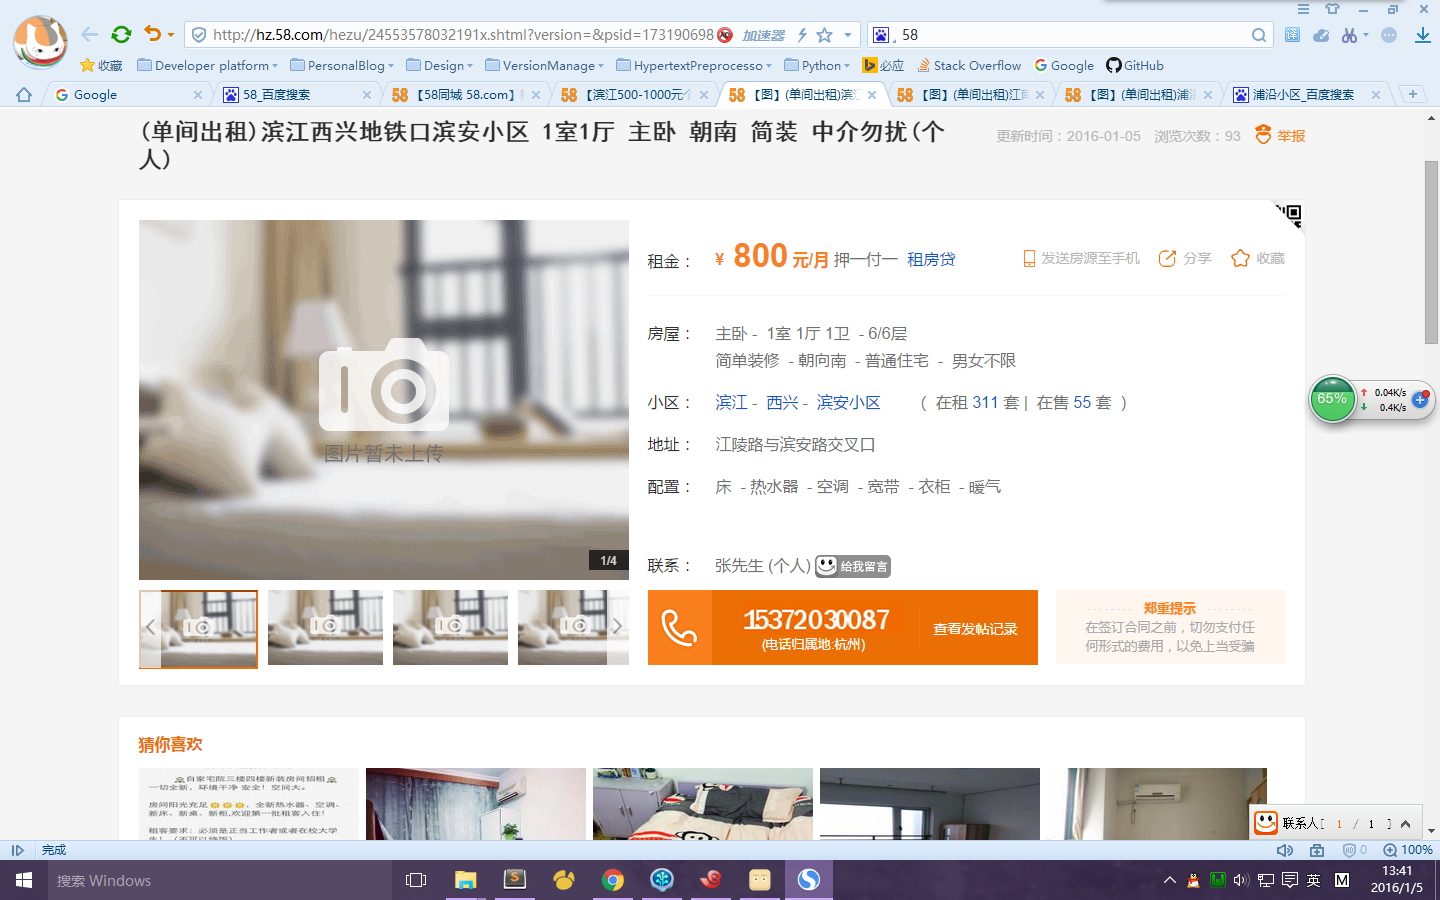 http://hz.58.com/hezu/24553578032191x.shtml?version=&psid=173190698
加速器
58
收藏
Developer platform
PersonalBlog
Design
VersionManage
HypertextPreprocesso
Python
必应
Stack Overflow
Google
GitHub
Google
58_百度搜索
【58同城 58.com】
【滨江500-1000元
【图】(单间出租)滨江
【图】(单间出租)江南
【图】(单间出租)浦沿
浦沿小区_百度搜索
(单间出租)滨江西兴地铁口滨安小区 1室1厅 主卧 朝南 简装 中介勿扰(个
人)
更新时间：2016-01-05 浏览次数：93 举报
租金： ¥ 800 元/月 押一付一 租房贷
发送房源至手机 分享 收藏
房屋： 主卧 - 1室 1厅 1卫 - 6/6层
简单装修 - 朝向南 - 普通住宅 - 男女不限
小区： 滨江 - 西兴 - 滨安小区 （ 在租 311 套 | 在售 55 套 ）
地址： 江陵路与滨安路交叉口
配置： 床 - 热水器 - 空调 - 宽带 - 衣柜 - 暖气
图片暂未上传
1/4
联系： 张先生 (个人) 给我留言
15372030087
(电话归属地:杭州)
查看发帖记录
郑重提示
在签订合同之前，切勿支付任
何形式的费用，以免上当受骗
65%
0.04K/s
0.4K/s
猜你喜欢
自家宅院三楼四楼新装房间招租
一切全新，环境干净 安全！空间大。
房间阳光充足，全新热水器、空调、
新床、新桌、新柜,欢迎第一批租客入住！
租客要求：必须是正当工作者或者在校大学
联系人[ 1 / 1 ]
完成
0
100%
搜索 Windows
英
M
13:41
2016/1/5